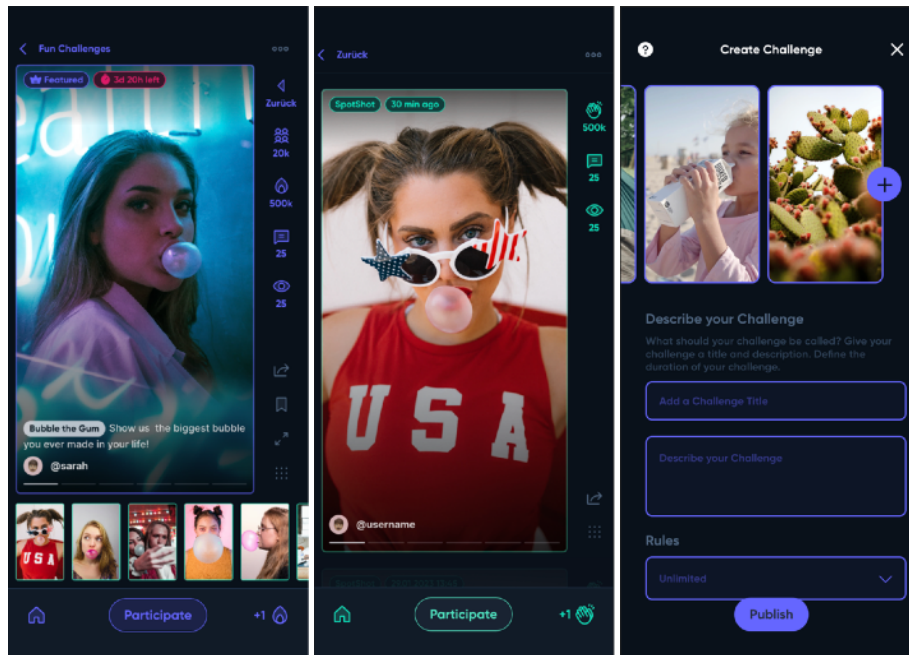 Fun Challenges
Featured
3d 20h left
Zurück
20k
500k
25
25
Bubble the Gum Show us the biggest bubble
you ever made in your life!
@sarah
USA
Participate
+1
Zurück
SpotShot
30 min ago
500k
25
25
USA
@username
SpotShot
Participate
+1
?
Create Challenge
+
Describe your Challenge
What should your challenge be called? Give your
challenge a title and description. Define the
duration of your challenge.
Add a Challenge Title
Describe your Challenge
Rules
Unlimited
Publish